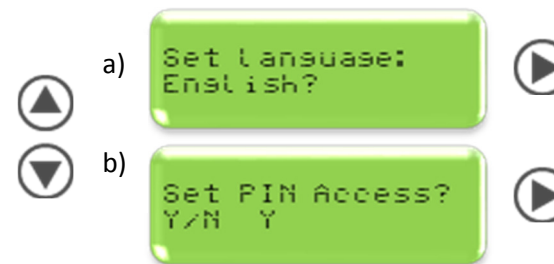 a)
Set language:
English?
b)
Set PIN Access?
Y/N Y